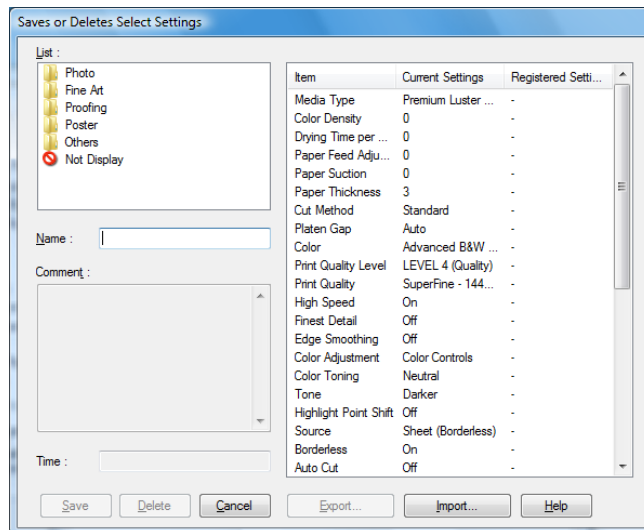 Saves or Deletes Select Settings
List :
Photo
Fine Art
Proofing
Poster
Others
Not Display
Name :
Comment :
Time :
Item Current Settings Registered Setti...
Media Type Premium Luster ... -
Color Density 0 -
Drying Time per ... 0 -
Paper Feed Adju... 0 -
Paper Suction 0 -
Paper Thickness 3 -
Cut Method Standard -
Platen Gap Auto -
Color Advanced B&W ... -
Print Quality Level LEVEL 4 (Quality) -
Print Quality SuperFine - 144... -
High Speed On -
Finest Detail Off -
Edge Smoothing Off -
Color Adjustment Color Controls -
Color Toning Neutral -
Tone Darker -
Highlight Point Shift Off -
Source Sheet (Borderless) -
Borderless On -
Auto Cut Off -
Save Delete Cancel Export... Import... Help